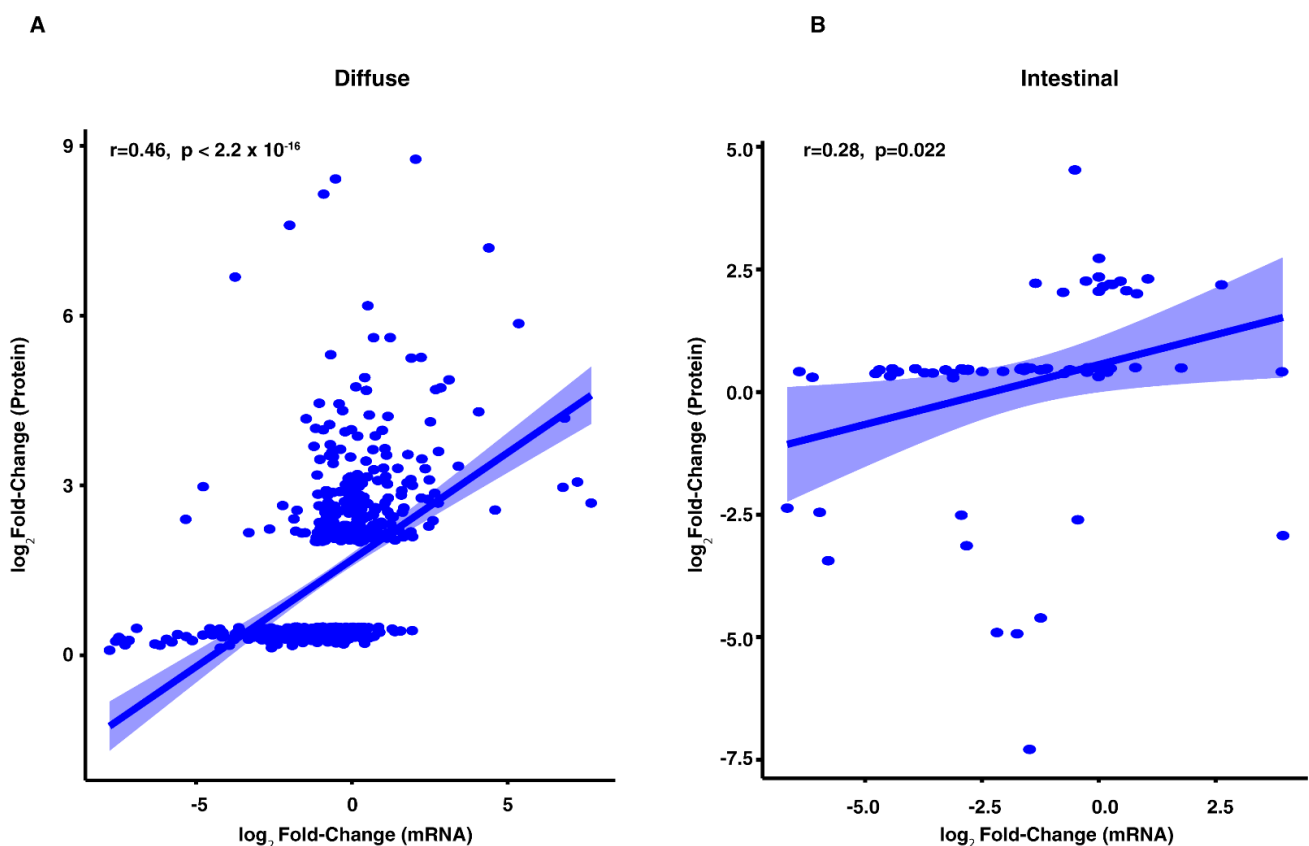 A
Diffuse
r=0.46, p < 2.2 x 10-16
9
6
3
0
-5
0
5
log2 Fold-Change (Protein)
log2 Fold-Change (mRNA)
B
Intestinal
r=0.28, p=0.022
5.0
2.5
0.0
-2.5
-5.0
-7.5
-5.0
-2.5
0.0
2.5
log2 Fold-Change (Protein)
log2 Fold-Change (mRNA)